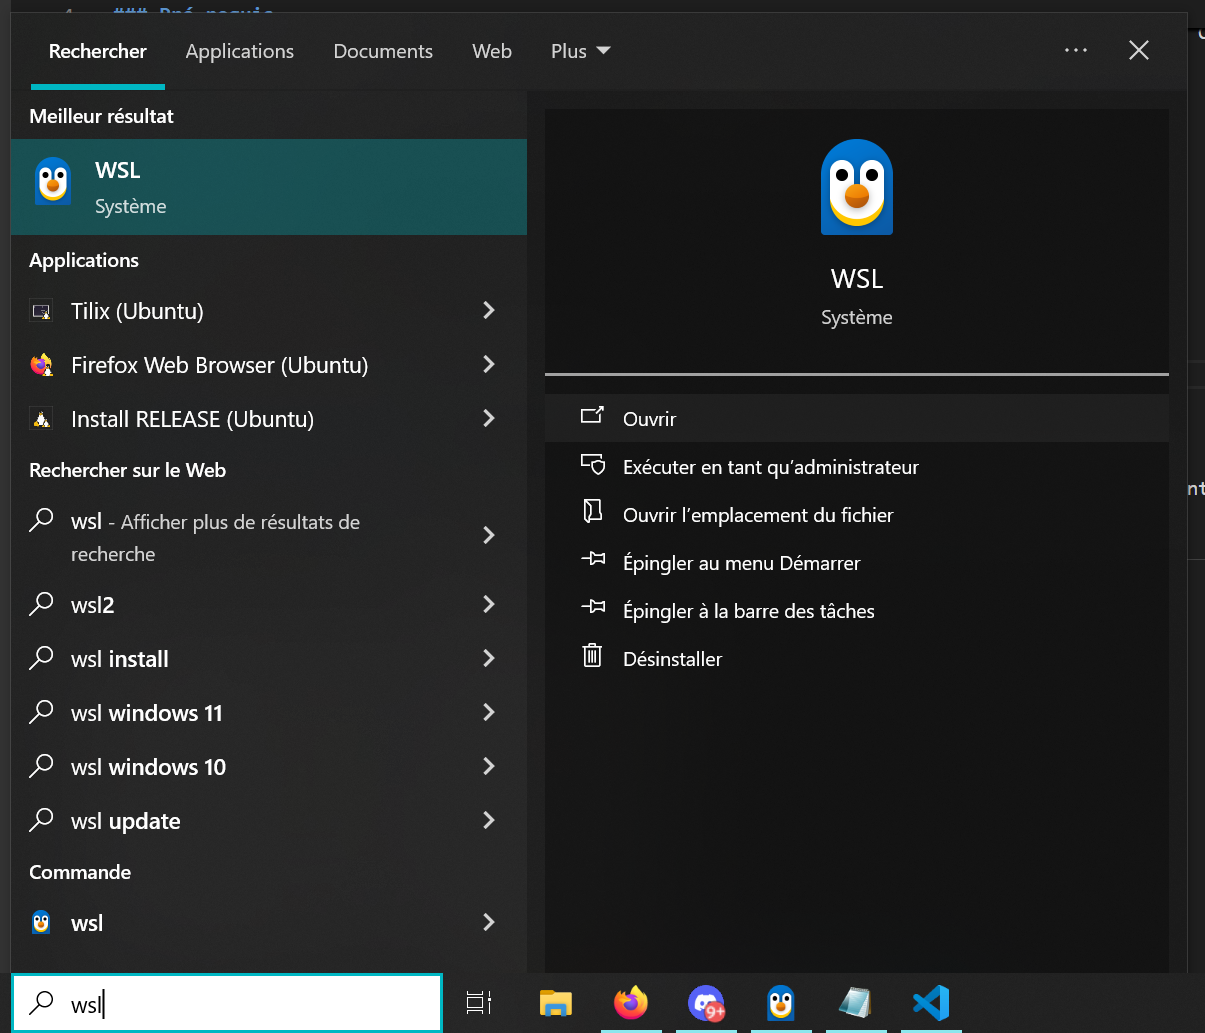 ### Pré-requis
Rechercher
Applications
Documents
Web
Plus
Meilleur résultat
WSL
Système
Applications
Tilix (Ubuntu)
Firefox Web Browser (Ubuntu)
Install RELEASE (Ubuntu)
Rechercher sur le Web
wsl - Afficher plus de résultats de
recherche
wsl2
wsl install
wsl windows 11
wsl windows 10
wsl update
Commande
wsl
WSL
Système
Ouvrir
Exécuter en tant qu’administrateur
Ouvrir l’emplacement du fichier
Épingler au menu Démarrer
Épingler à la barre des tâches
Désinstaller
nt
wsl
9+